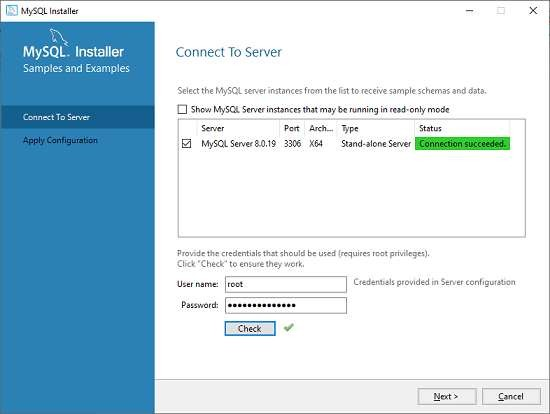 MySQL Installer
MySQL. Installer
Samples and Examples
Connect To Server
Apply Configuration
Connect To Server
Select the MySQL server instances from the list to receive sample schemas and data.
Show MySQL Server instances that may be running in read-only mode
Server Port Arch... Type Status
MySQL Server 8.0.19 3306 X64 Stand-alone Server Connection succeeded.
Provide the credentials that should be used (requires root privileges).
Click "Check" to ensure they work.
User name: root Credentials provided in Server configuration
Password: ••••••••••••••
Check
Next > Cancel